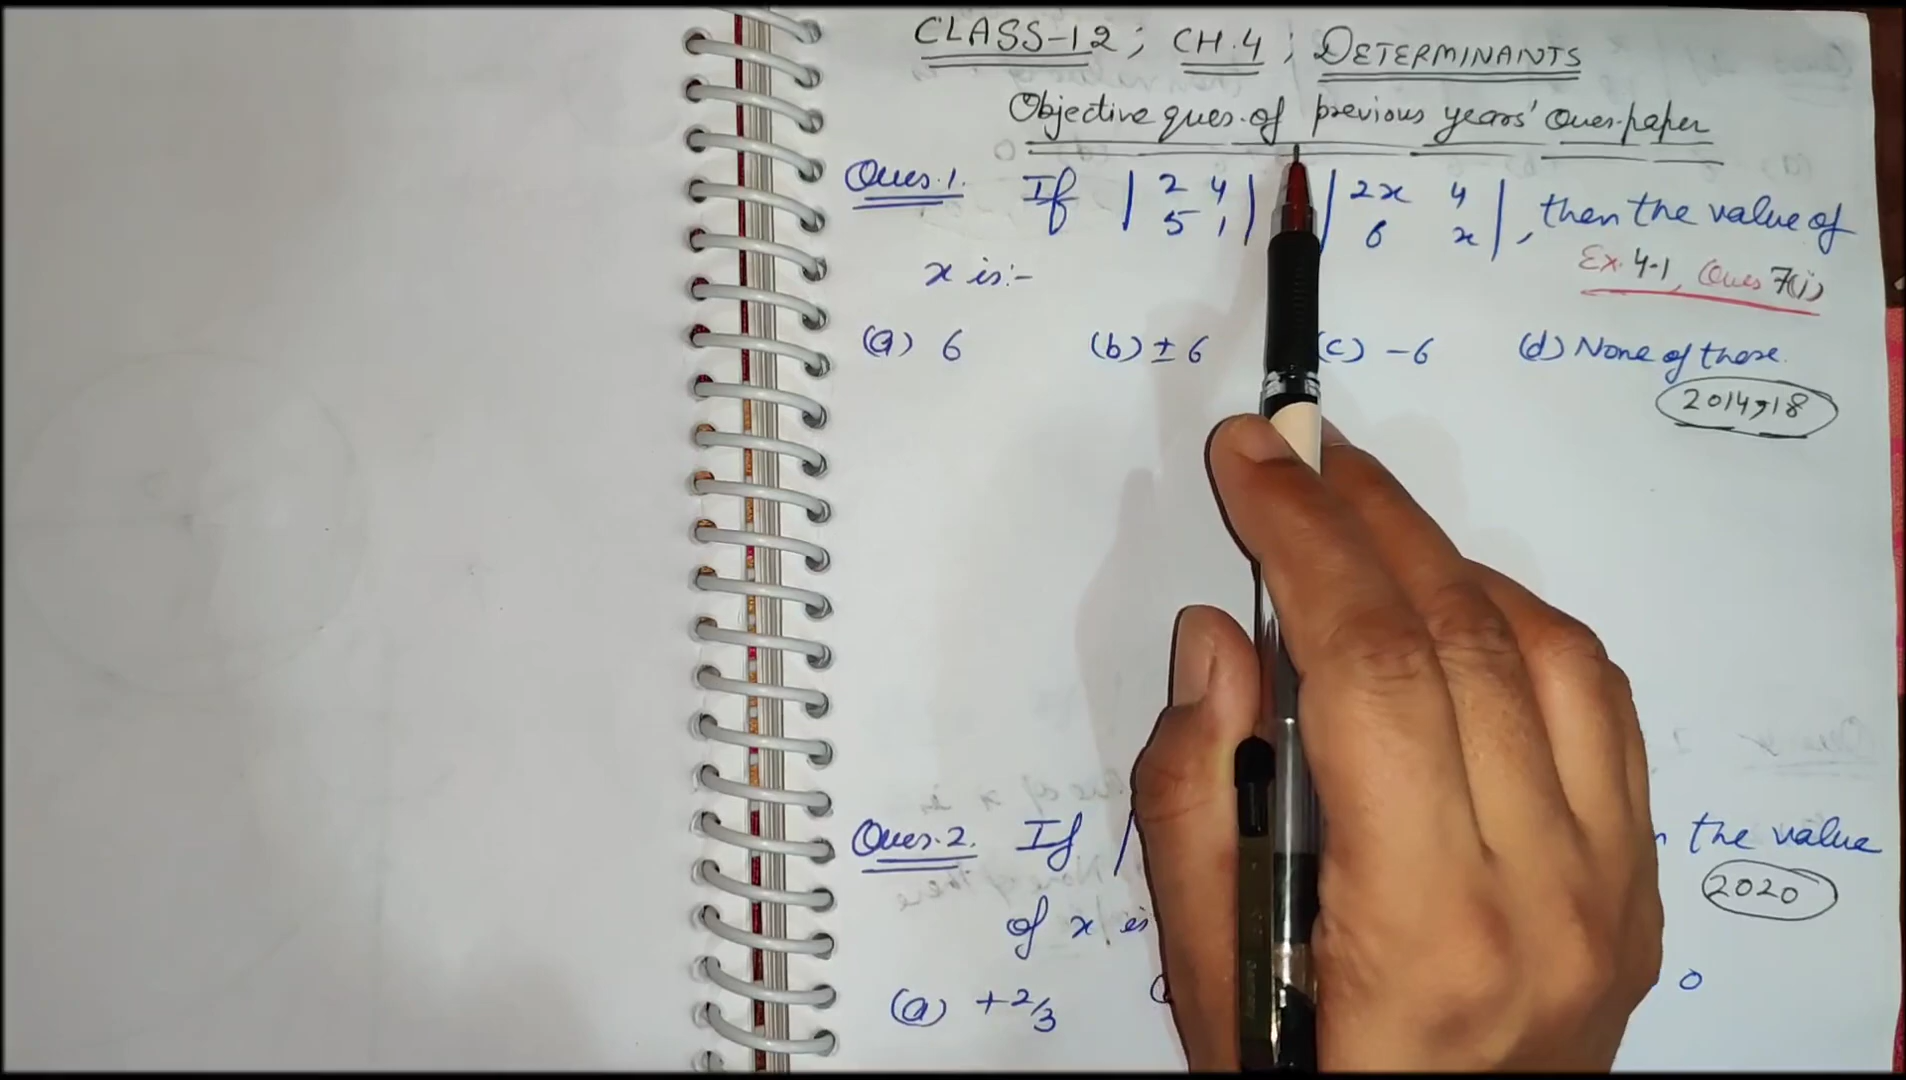 CLASS-12; CH.4; DETERMINANTS
Objective ques. of previous years' Ques. paper
Ques.1. If | 2 4 | | 2x 4 | , then the value of
5 1 6 x
x is:-
Ex. 4.1, Ques 7(i)
(a) 6 (b) ± 6 (c) -6 (d) None of these.
2014,18
Ques.2. If | the value
2020
of x is
(a) +2/3 0